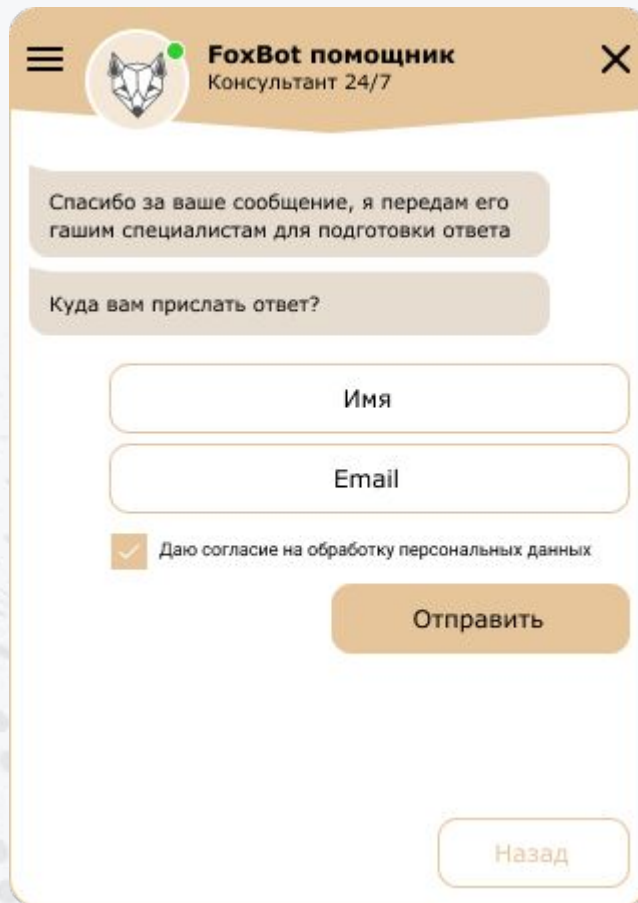 FoxBot помощник
Консультант 24/7
Спасибо за ваше сообщение, я передам его
гашим специалистам для подготовки ответа
Куда вам прислать ответ?
Имя
Email
Даю согласие на обработку персональных данных
Отправить
Назад